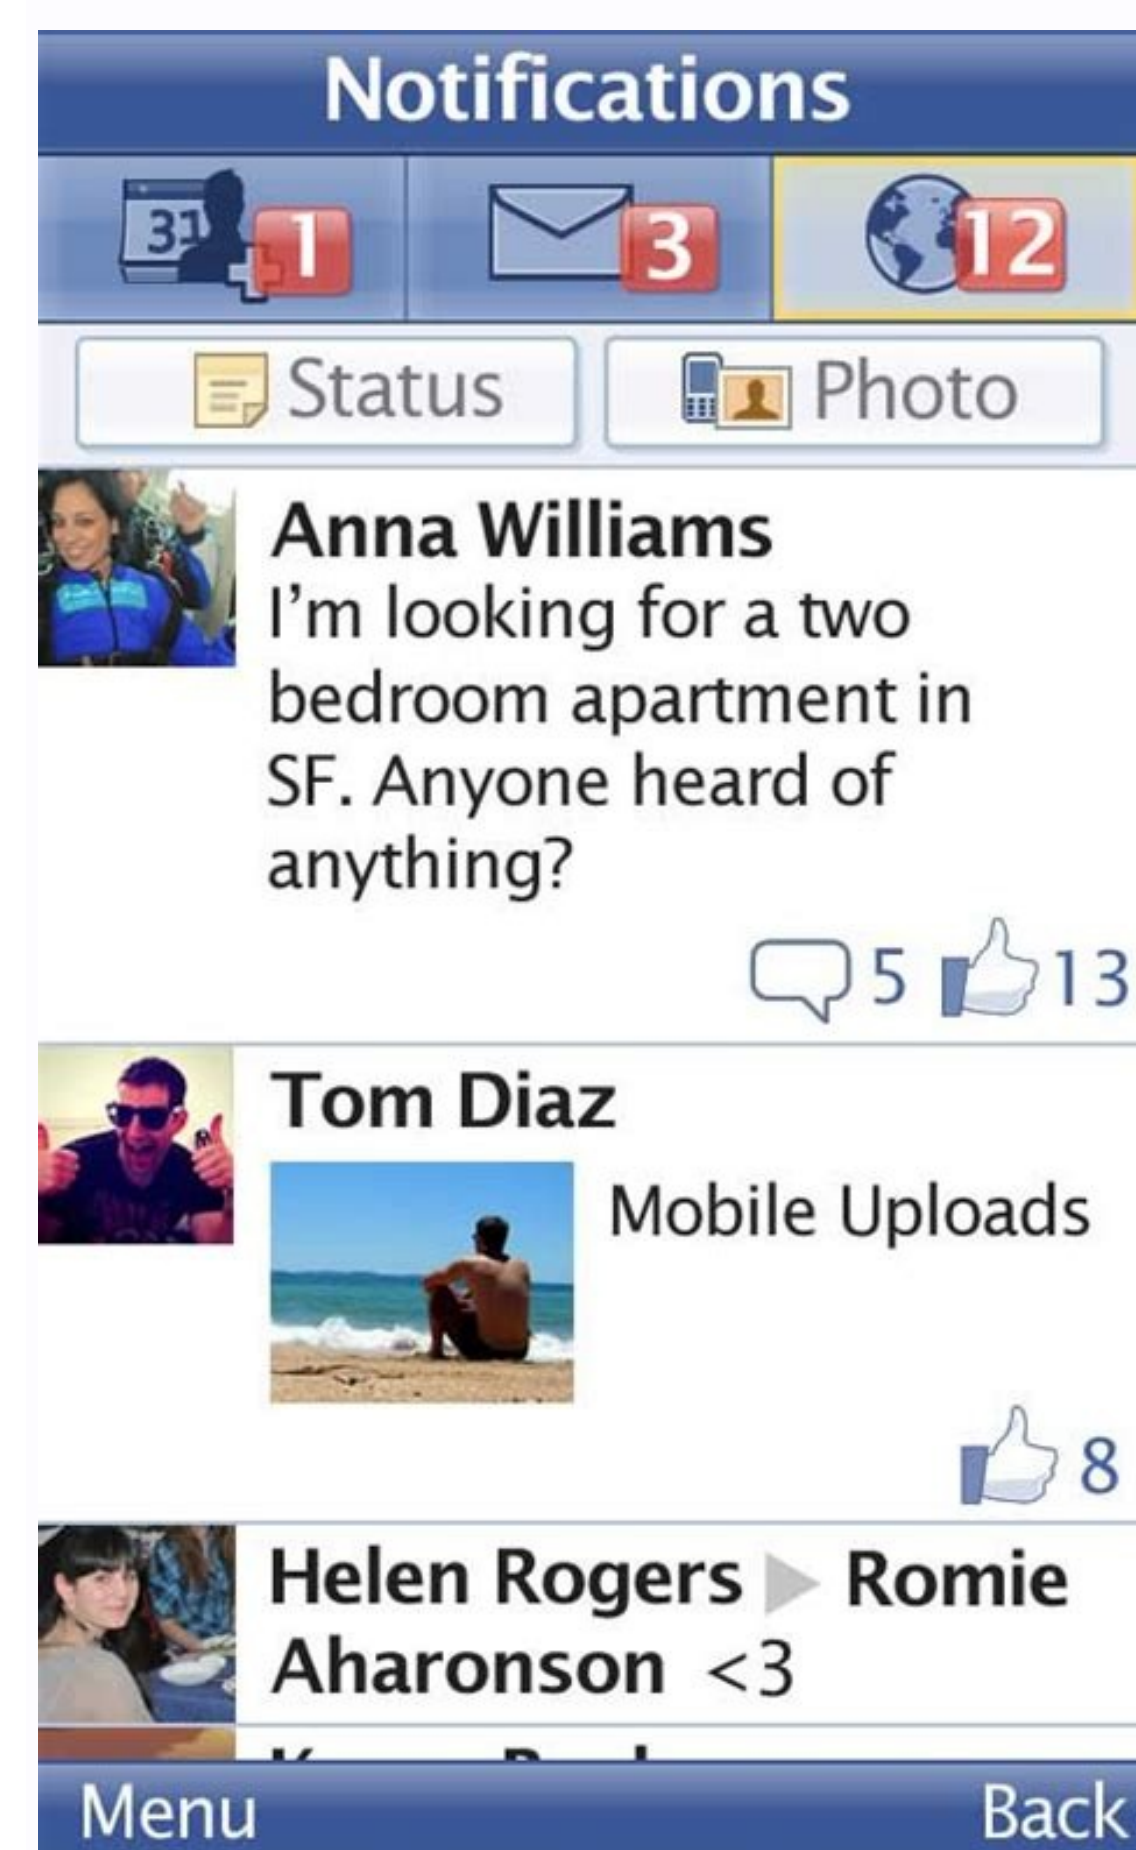 Notifications
31 1 3 12
Status Photo
Anna Williams
I'm looking for a two
bedroom apartment in
SF. Anyone heard of
anything?
5 13
Tom Diaz
Mobile Uploads
8
Helen Rogers Romie
Aharonson <3
Menu Back